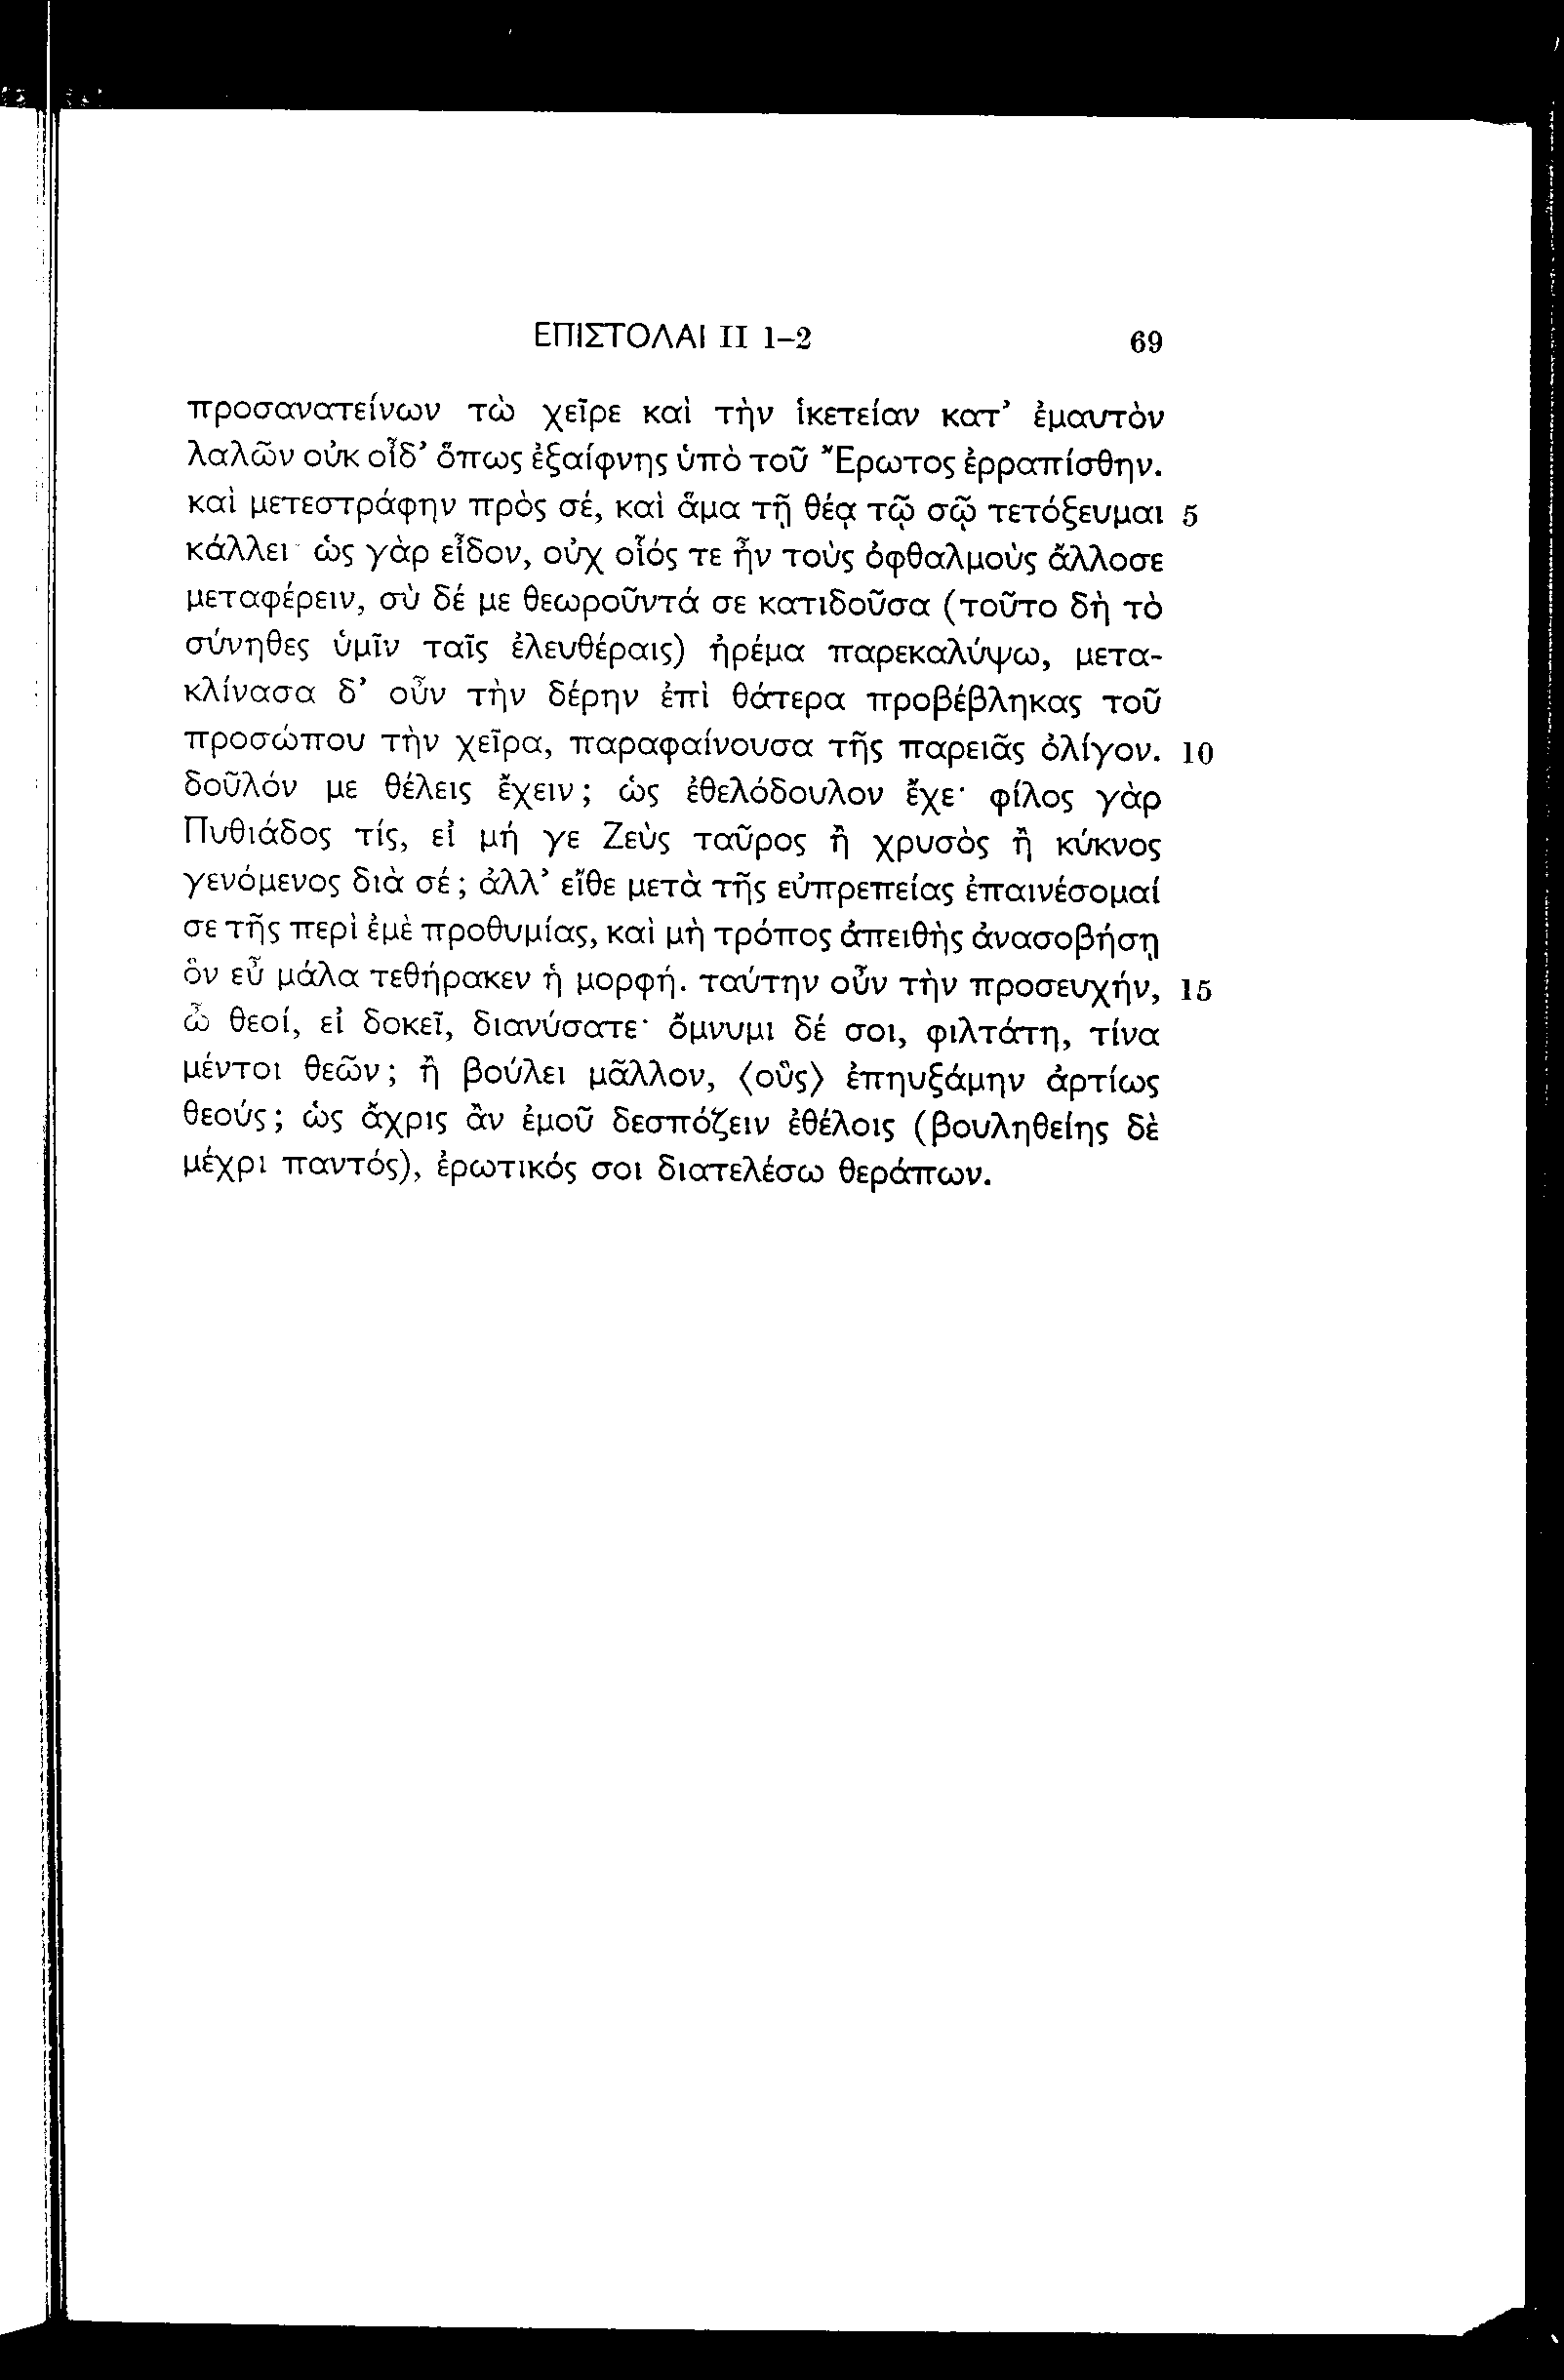 ΕΠΙΣΤΟΛΑΙ II 1–2 69
προσανατείνων τὼ χεῖρε καὶ τὴν ἱκετείαν κατ’ ἐμαυτὸν
λαλῶν οὐκ οἶδ’ ὅπως ἐξαίφνης ὑπὸ τοῦ Ἔρωτος ἐρραπίσθην.
καὶ μετεστράφην πρὸς σέ, καὶ ἅμα τῇ θέᾳ τῷ σῷ τετόξευμαι 5
κάλλει· ὡς γὰρ εἶδον, οὐχ οἷός τε ἦν τοὺς ὀφθαλμοὺς ἄλλοσε
μεταφέρειν, σὺ δέ με θεωροῦντά σε κατιδοῦσα (τοῦτο δὴ τὸ
σύνηθες ὑμῖν ταῖς ἐλευθέραις) ἠρέμα παρεκαλύψω, μετα-
κλίνασα δ’ οὖν τὴν δέρην ἐπὶ θάτερα προβέβληκας τοῦ
προσώπου τὴν χεῖρα, παραφαίνουσα τῆς παρειᾶς ὀλίγον. 10
δοῦλόν με θέλεις ἔχειν; ὡς ἐθελόδουλον ἔχε· φίλος γὰρ
Πυθιάδος τίς, εἰ μή γε Ζεὺς ταῦρος ἢ χρυσὸς ἢ κύκνος
γενόμενος διὰ σέ; ἀλλ’ εἴθε μετὰ τῆς εὐπρεπείας ἐπαινέσομαί
σε τῆς περὶ ἐμὲ προθυμίας, καὶ μὴ τρόπος ἀπειθὴς ἀνασοβήσῃ
ὃν εὖ μάλα τεθήρακεν ἡ μορφή. ταύτην οὖν τὴν προσευχήν, 15
ὦ θεοί, εἰ δοκεῖ, διανύσατε· ὄμνυμι δέ σοι, φιλτάτη, τίνα
μέντοι θεῶν; ἢ βούλει μᾶλλον, ⟨οὓς⟩ ἐπηυξάμην ἀρτίως
θεούς; ὡς ἄχρις ἂν ἐμοῦ δεσπόζειν ἐθέλοις (βουληθείης δὲ
μέχρι παντός), ἐρωτικός σοι διατελέσω θεράπων.